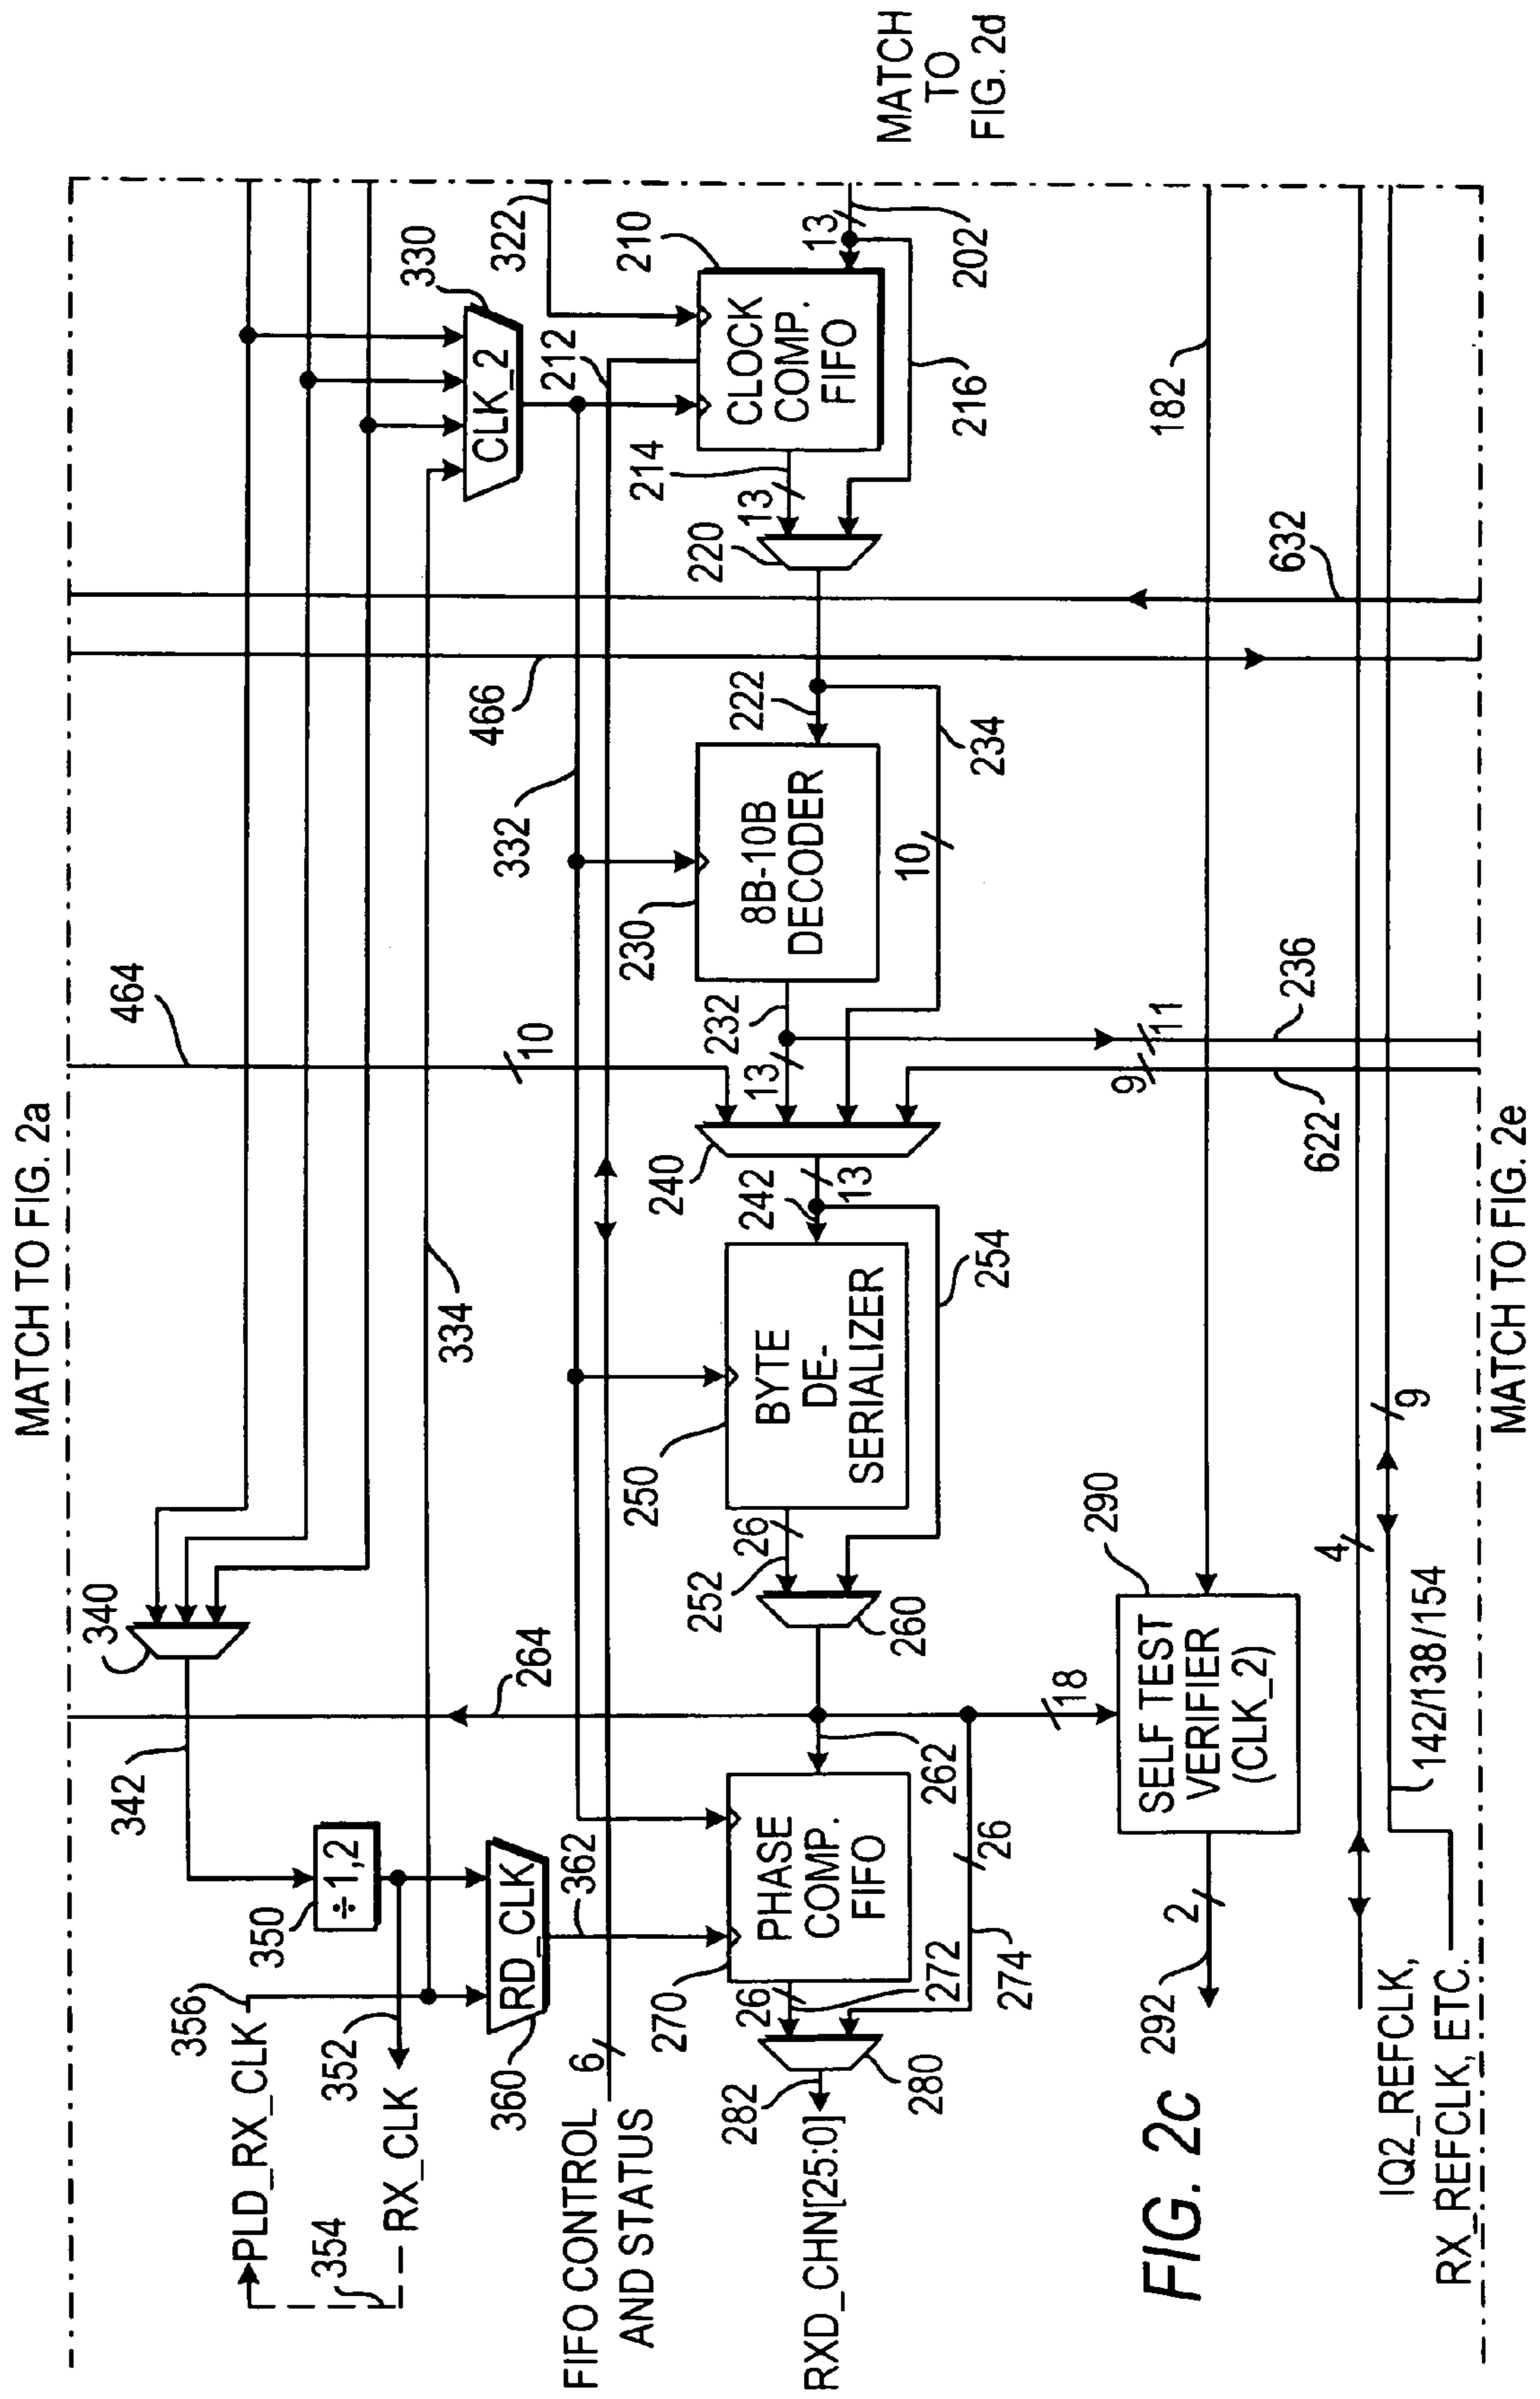 MATCH TO FIG. 2a
MATCH
TO
FIG. 2d
MATCH TO FIG. 2e
PLD_RX_CLK
356
354
RX_CLK
352
350
÷ 1,2
342
340
264
334
464
10
466
332
330
CLK_2
322
212
210
CLOCK
COMP.
FIFO
13
202
216
214
13
220
222
234
632
182
8B-10B
DECODER
230
10
232
13
11
236
9
622
240
242
13
254
BYTE
DE-
SERIALIZER
250
26
252
260
262
RD_CLK
360
362
FIFO CONTROL
AND STATUS
6
PHASE
COMP.
FIFO
270
26
272
274
26
280
282
RXD_CHN[25:0]
18
290
SELF TEST
VERIFIER
(CLK_2)
2
292
4
9
142/138/154
IQ2_REFCLK,
RX_REFCLK, ETC.
FIG. 2c